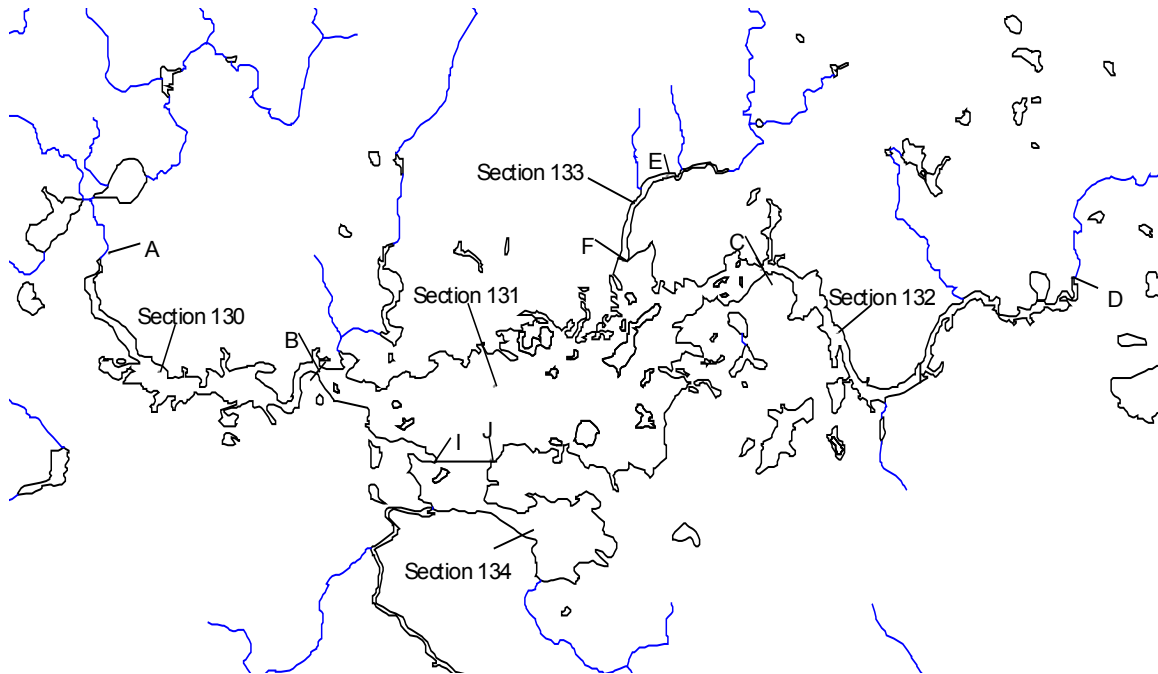 E
Section 133
A
F
C
Section 131
Section 132
D
Section 130
B
I
J
Section 134